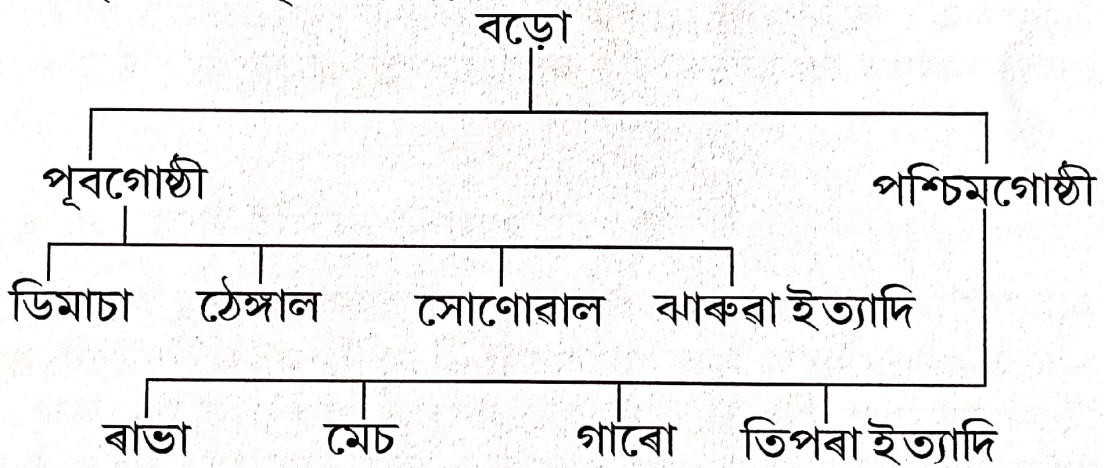 বড়ো
পূবগোষ্ঠী পশ্চিমগোষ্ঠী
ডিমাচা ঠেঙ্গাল সোণোৱাল ঝাৰুৱা ইত্যাদি
ৰাভা মেচ গাৰো তিপৰা ইত্যাদি